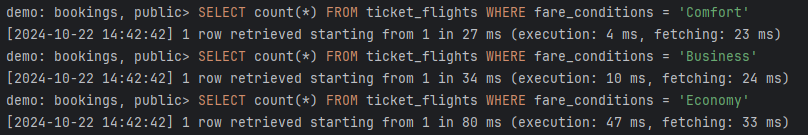 demo: bookings, public> SELECT count(*) FROM ticket_flights WHERE fare_conditions = 'Comfort'
[2024-10-22 14:42:42] 1 row retrieved starting from 1 in 27 ms (execution: 4 ms, fetching: 23 ms)
demo: bookings, public> SELECT count(*) FROM ticket_flights WHERE fare_conditions = 'Business'
[2024-10-22 14:42:42] 1 row retrieved starting from 1 in 34 ms (execution: 10 ms, fetching: 24 ms)
demo: bookings, public> SELECT count(*) FROM ticket_flights WHERE fare_conditions = 'Economy'
[2024-10-22 14:42:42] 1 row retrieved starting from 1 in 80 ms (execution: 47 ms, fetching: 33 ms)